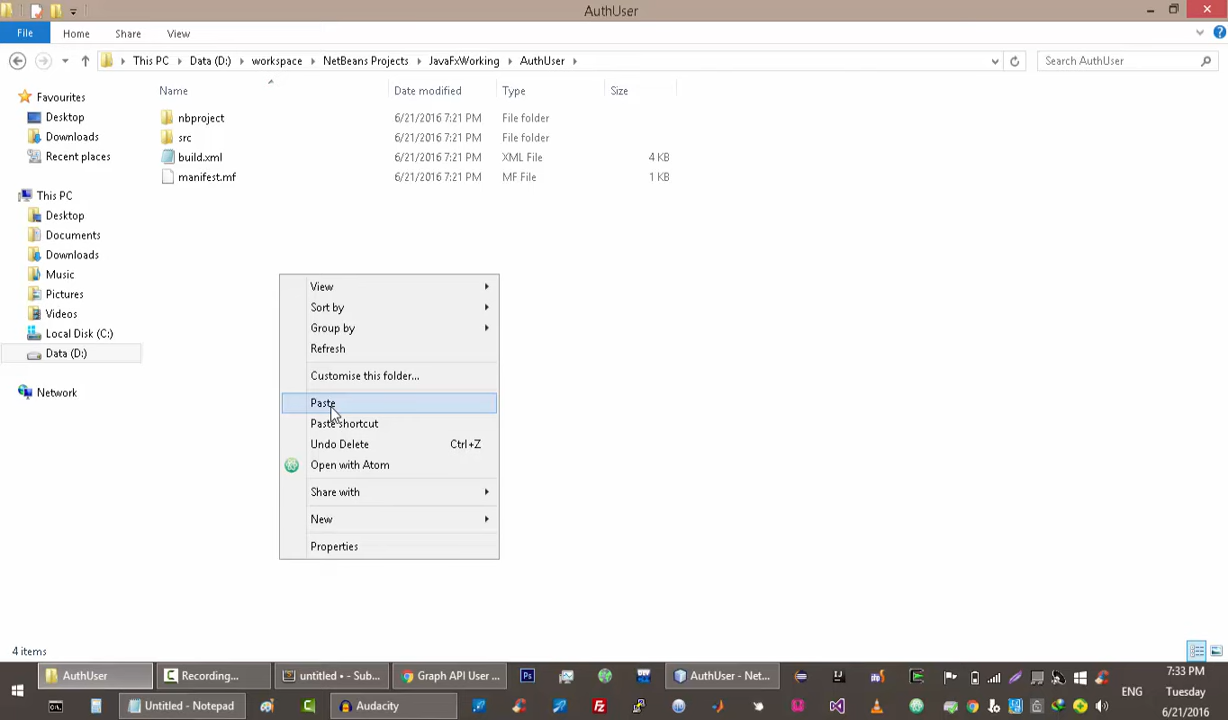 AuthUser
File Home Share View
This PC Data (D:) workspace NetBeans Projects JavaFxWorking AuthUser Search AuthUser
Name Date modified Type Size
Favourites
Desktop
Downloads
Recent places
This PC
Desktop
Documents
Downloads
Music
Pictures
Videos
Local Disk (C:)
Data (D:)
Network
nbproject 6/21/2016 7:21 PM File folder
src 6/21/2016 7:21 PM File folder
build.xml 6/21/2016 7:21 PM XML File 4 KB
manifest.mf 6/21/2016 7:21 PM MF File 1 KB
View
Sort by
Group by
Refresh
Customise this folder...
Paste
Paste shortcut
Undo Delete Ctrl+Z
Open with Atom
Share with
New
Properties
4 items
AuthUser Recording... untitled • - Sub... Graph API User ... Ps AuthUser - Net... 7:33 PM
ENG Tuesday
Untitled - Notepad Audacity 6/21/2016